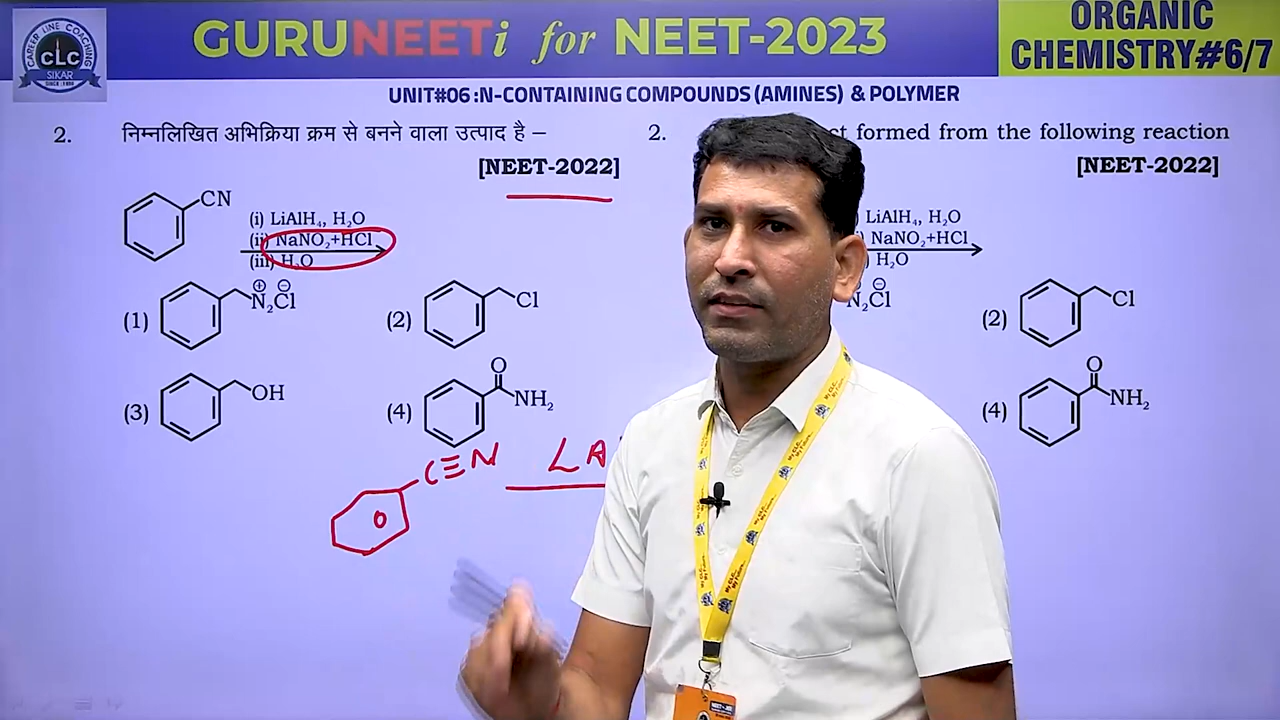 CAREER LINE COACHING
CLC
SIKAR
SINCE : 1996
GURUNEETi for NEET-2023
ORGANIC
CHEMISTRY#6/7
UNIT#06 :N-CONTAINING COMPOUNDS (AMINES) & POLYMER
2. निम्नलिखित अभिक्रिया क्रम से बनने वाला उत्पाद है –
[NEET-2022]
CN
(i) LiAlH₄, H₂O
(ii) NaNO₂+HCl
(iii) H₂O
(1) N₂Cl ⊕ ⊖
(2) Cl
(3) OH
(4) O NH₂
C≡N LA
2. formed from the following reaction
[NEET-2022]
LiAlH₄, H₂O
NaNO₂+HCl
H₂O
N₂Cl ⊖
(2) Cl
(4) O NH₂